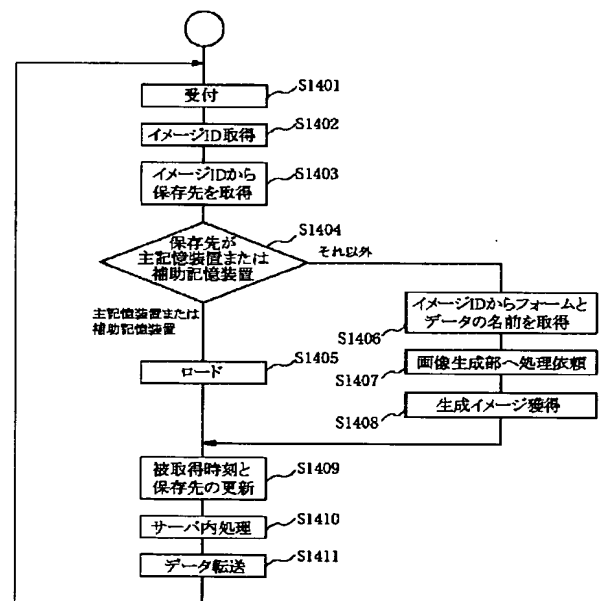 受付
S1401
イメージID取得
S1402
イメージIDから
保存先を取得
S1403
保存先が
主記憶装置または
補助記憶装置
S1404
それ以外
主記憶装置または
補助記憶装置
ロード
S1405
イメージIDからフォームと
データの名前を取得
S1406
画像生成部へ処理依頼
S1407
生成イメージ獲得
S1408
被取得時刻と
保存先の更新
S1409
サーバ内処理
S1410
データ転送
S1411